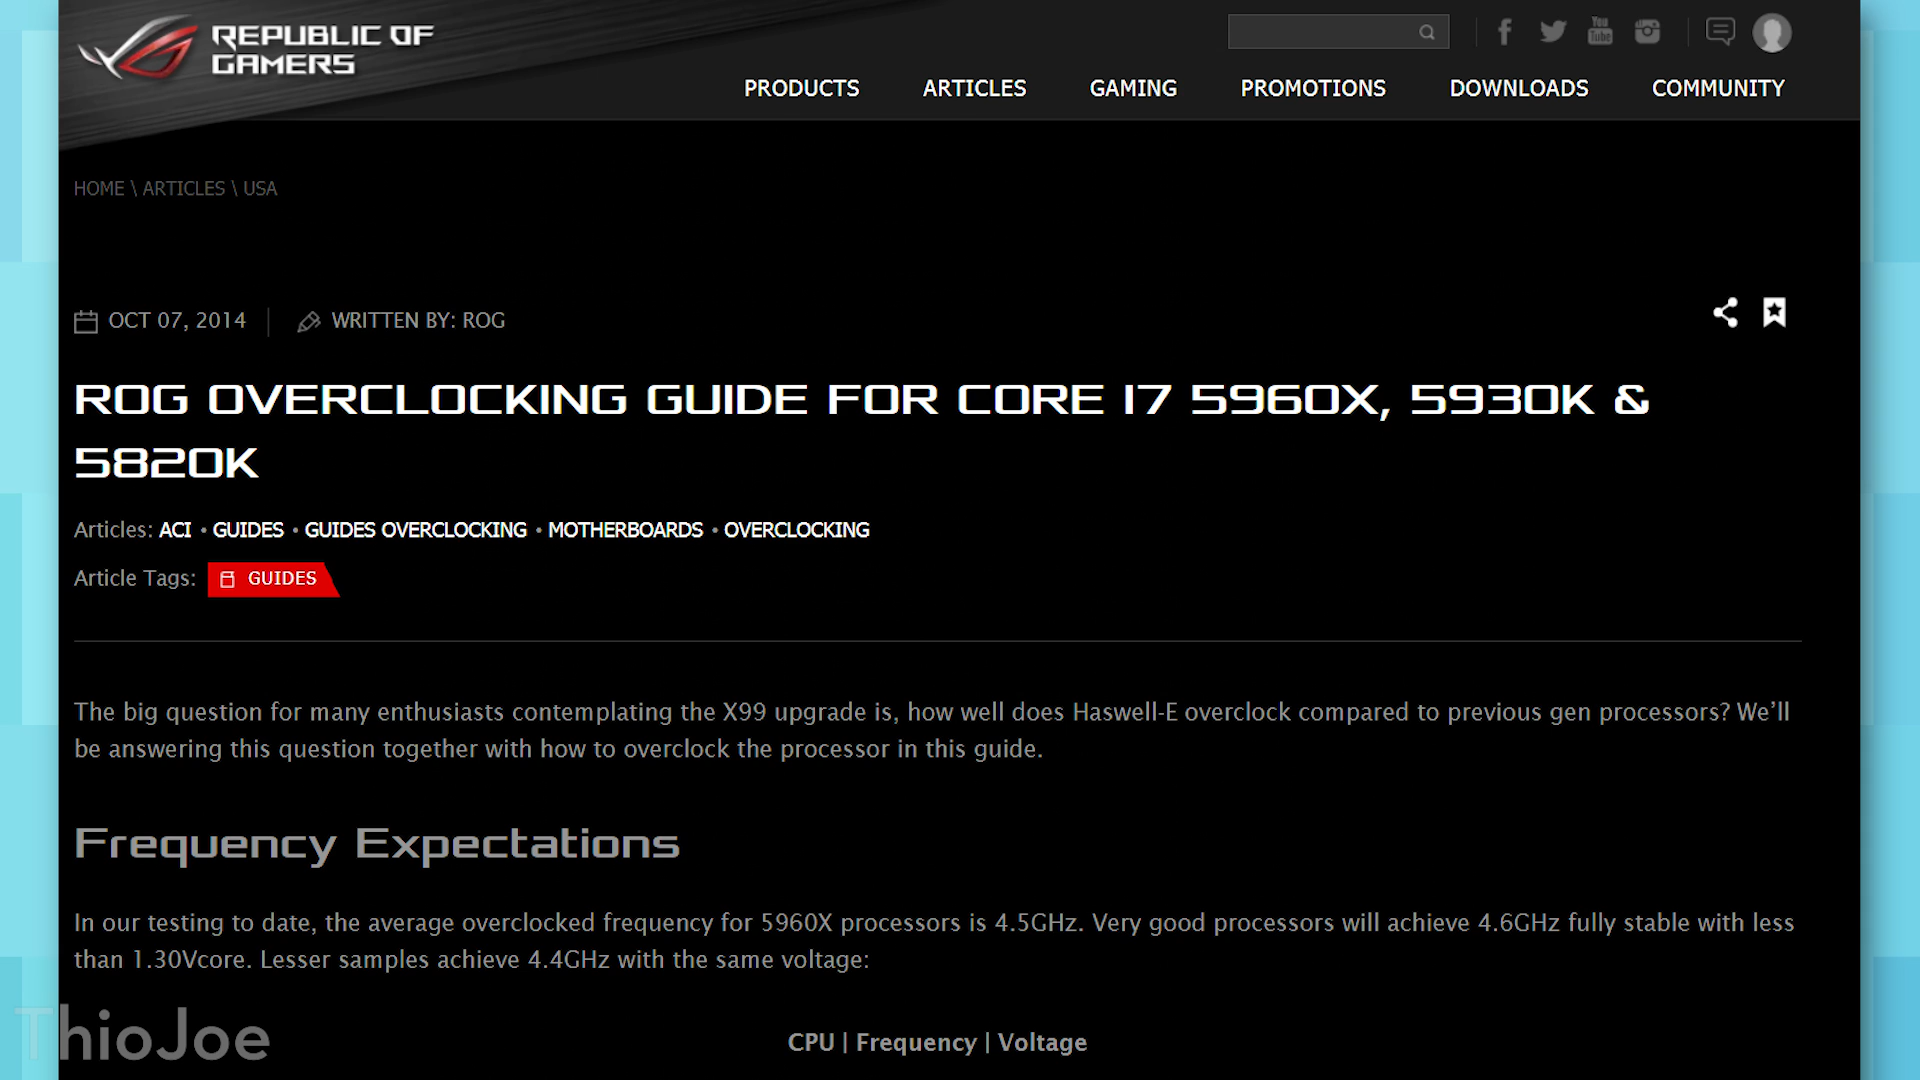 REPUBLIC OF
GAMERS
You
Tube
PRODUCTS ARTICLES GAMING PROMOTIONS DOWNLOADS COMMUNITY
HOME \ ARTICLES \ USA
OCT 07, 2014 | WRITTEN BY: ROG
ROG OVERCLOCKING GUIDE FOR CORE I7 5960X, 5930K &
5820K
Articles: ACI • GUIDES • GUIDES OVERCLOCKING • MOTHERBOARDS • OVERCLOCKING
Article Tags: GUIDES
The big question for many enthusiasts contemplating the X99 upgrade is, how well does Haswell-E overclock compared to previous gen processors? We’ll
be answering this question together with how to overclock the processor in this guide.
Frequency Expectations
In our testing to date, the average overclocked frequency for 5960X processors is 4.5GHz. Very good processors will achieve 4.6GHz fully stable with less
than 1.30Vcore. Lesser samples achieve 4.4GHz with the same voltage:
CPU | Frequency | Voltage
ThioJoe